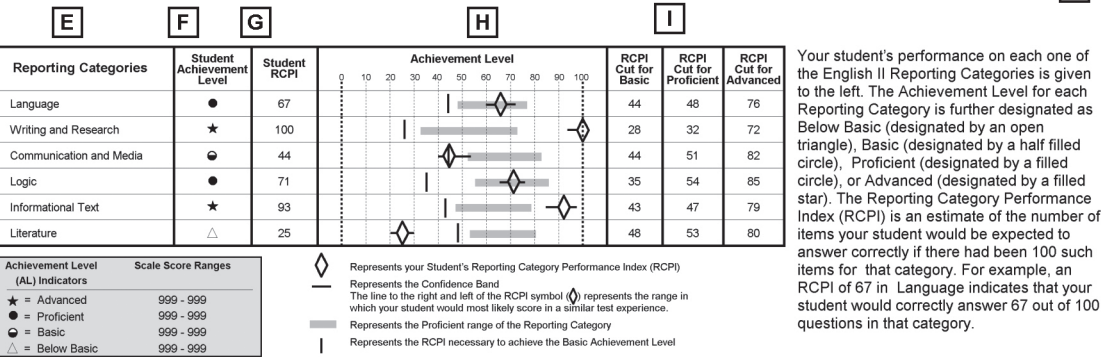 E F G H I
Reporting Categories
Student
Achievement
Level
Student
RCPI
Achievement Level
0 10 20 30 40 50 60 70 80 90 100
RCPI
Cut for
Basic
RCPI
Cut for
Proficient
RCPI
Cut for
Advanced
Language 67 44 48 76
Writing and Research 100 28 32 72
Communication and Media 44 44 51 82
Logic 71 35 54 85
Informational Text 93 43 47 79
Literature 25 48 53 80
Achievement Level Scale Score Ranges
(AL) Indicators
★ = Advanced 999 - 999
● = Proficient 999 - 999
◒ = Basic 999 - 999
△ = Below Basic 999 - 999
Represents your Student's Reporting Category Performance Index (RCPI)
Represents the Confidence Band
The line to the right and left of the RCPI symbol (◊) represents the range in
which your student would most likely score in a similar test experience.
Represents the Proficient range of the Reporting Category
Represents the RCPI necessary to achieve the Basic Achievement Level
Your student's performance on each one of
the English II Reporting Categories is given
to the left. The Achievement Level for each
Reporting Category is further designated as
Below Basic (designated by an open
triangle), Basic (designated by a half filled
circle), Proficient (designated by a filled
circle), or Advanced (designated by a filled
star). The Reporting Category Performance
Index (RCPI) is an estimate of the number of
items your student would be expected to
answer correctly if there had been 100 such
items for that category. For example, an
RCPI of 67 in Language indicates that your
student would correctly answer 67 out of 100
questions in that category.